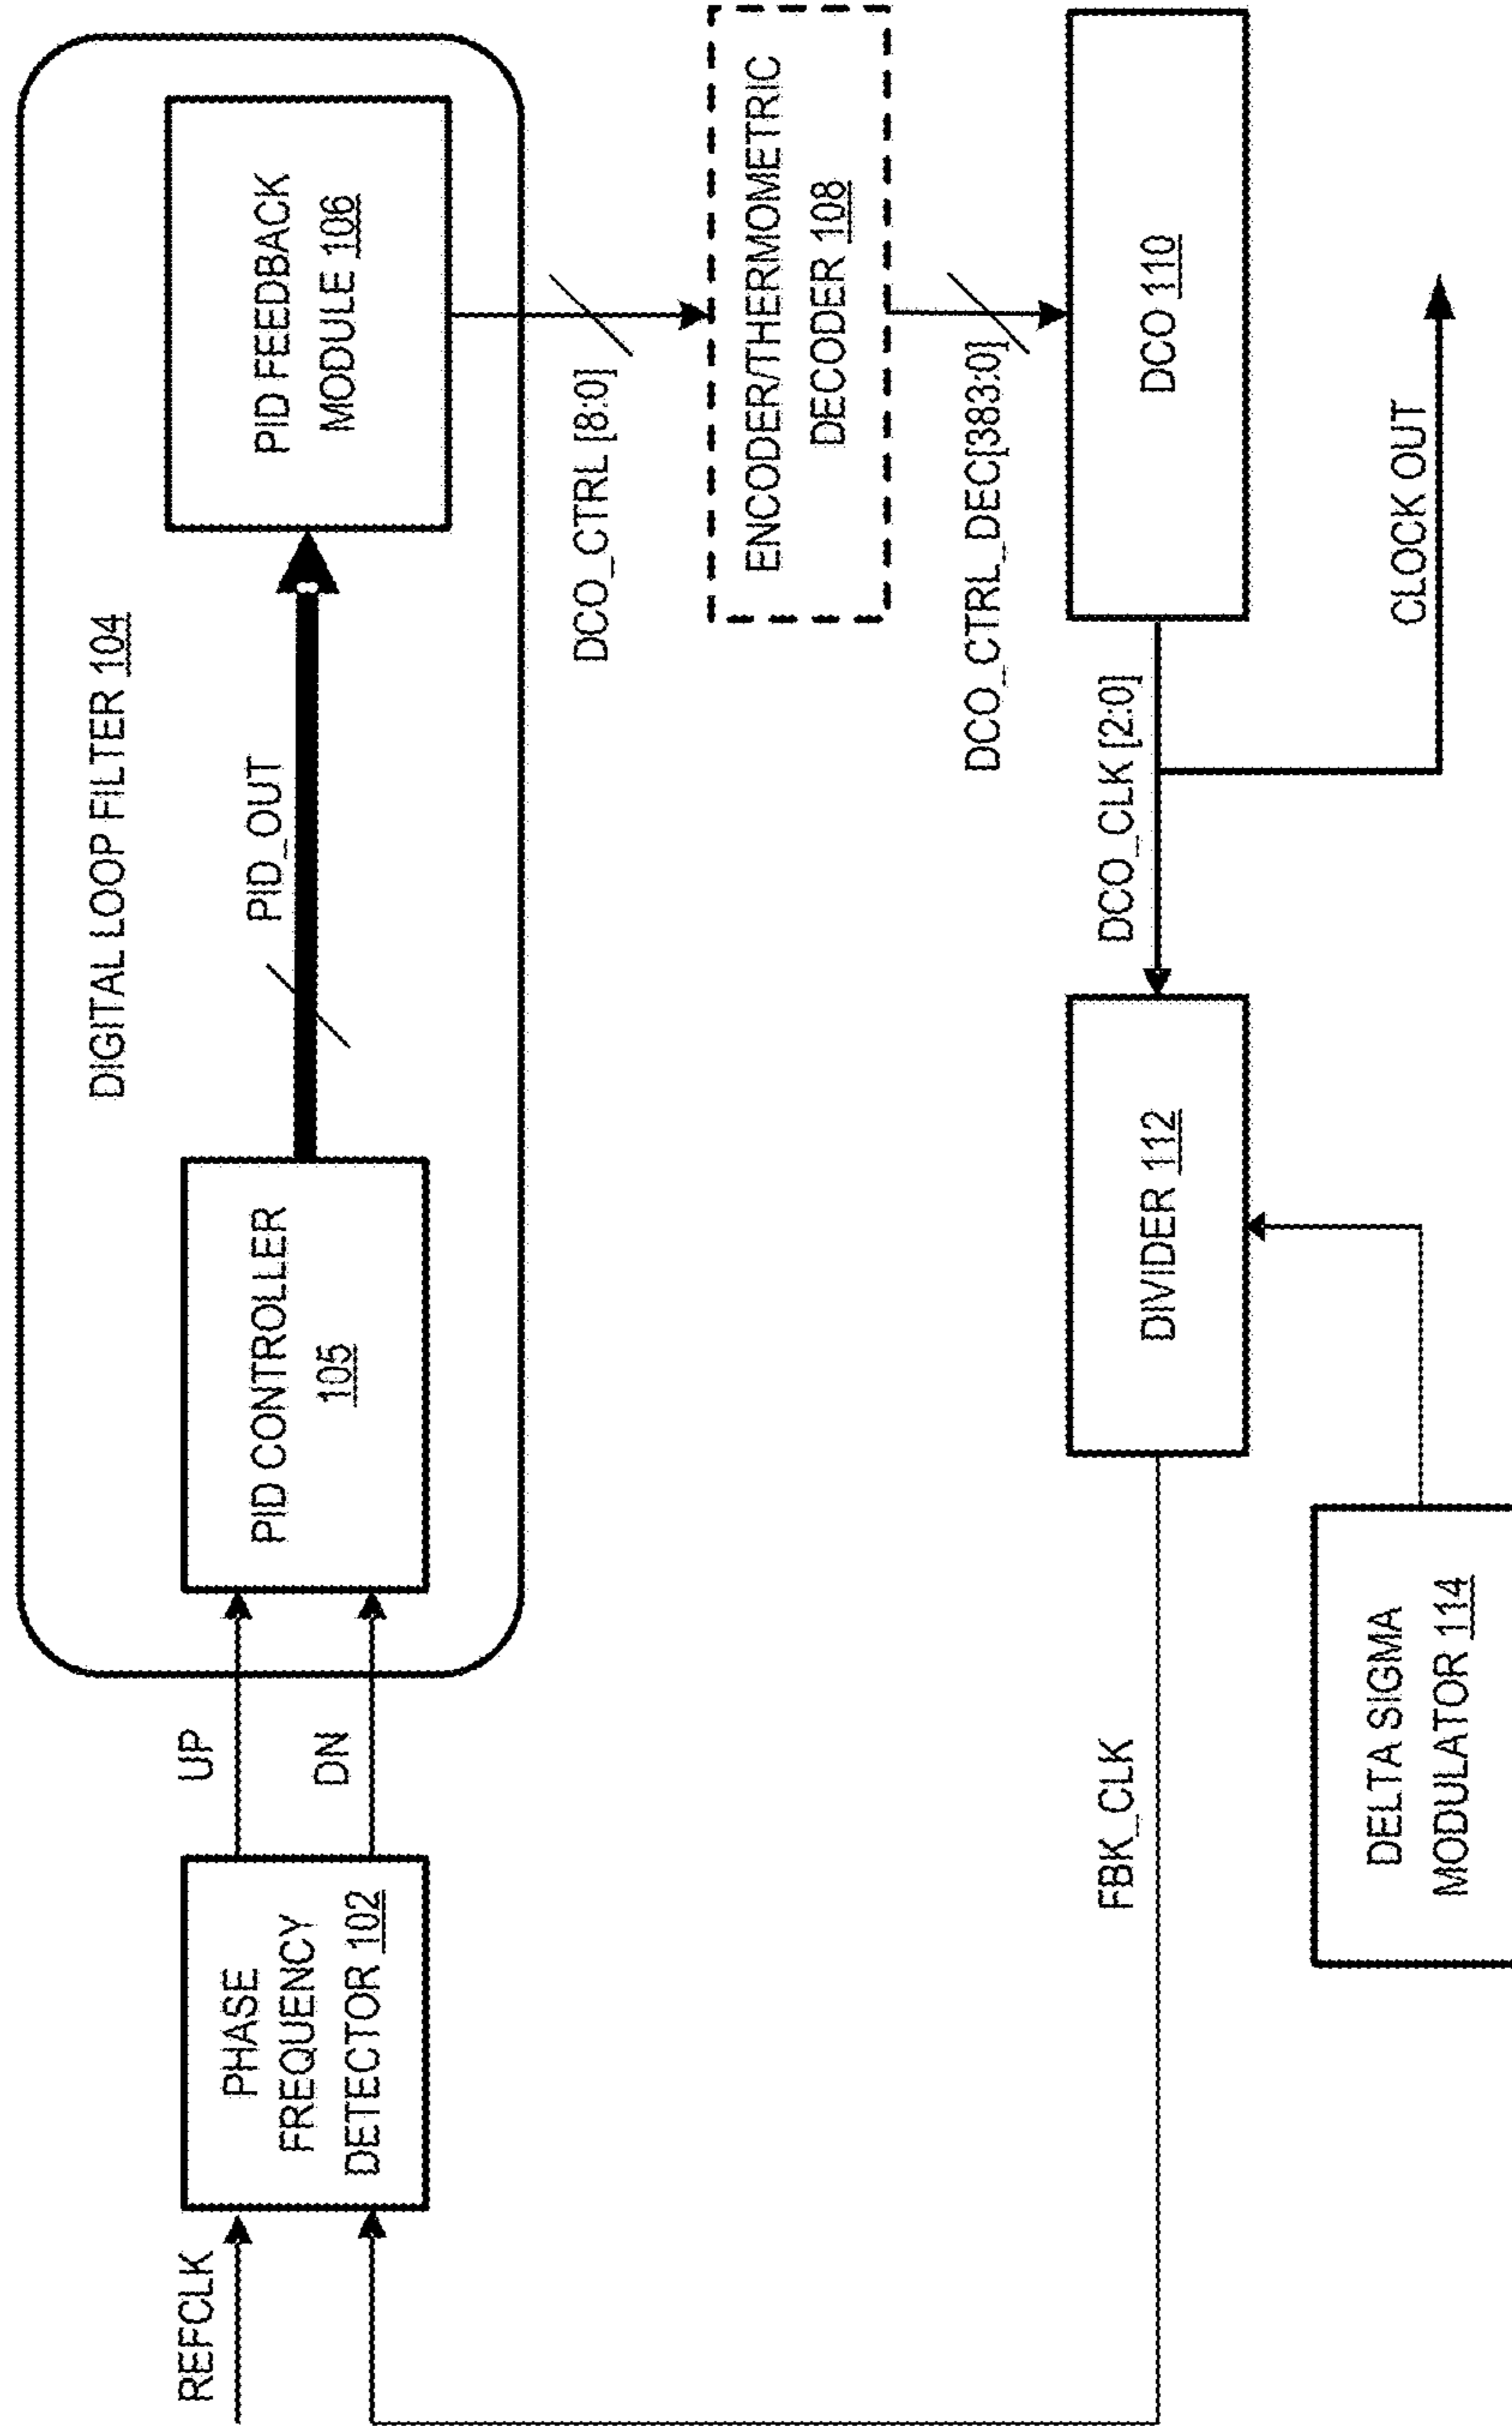 DIGITAL LOOP FILTER 104
REFCLK
PHASE
FREQUENCY
DETECTOR 102
UP
DN
PID CONTROLLER
105
PID_OUT
PID FEEDBACK
MODULE 106
DCO_CTRL [8:0]
ENCODER/THERMOMETRIC
DECODER 108
DCO_CTRL_DEC[383:0]
FBK_CLK
DIVIDER 112
DCO_CLK [2:0]
DCO 110
DELTA SIGMA
MODULATOR 114
CLOCK OUT